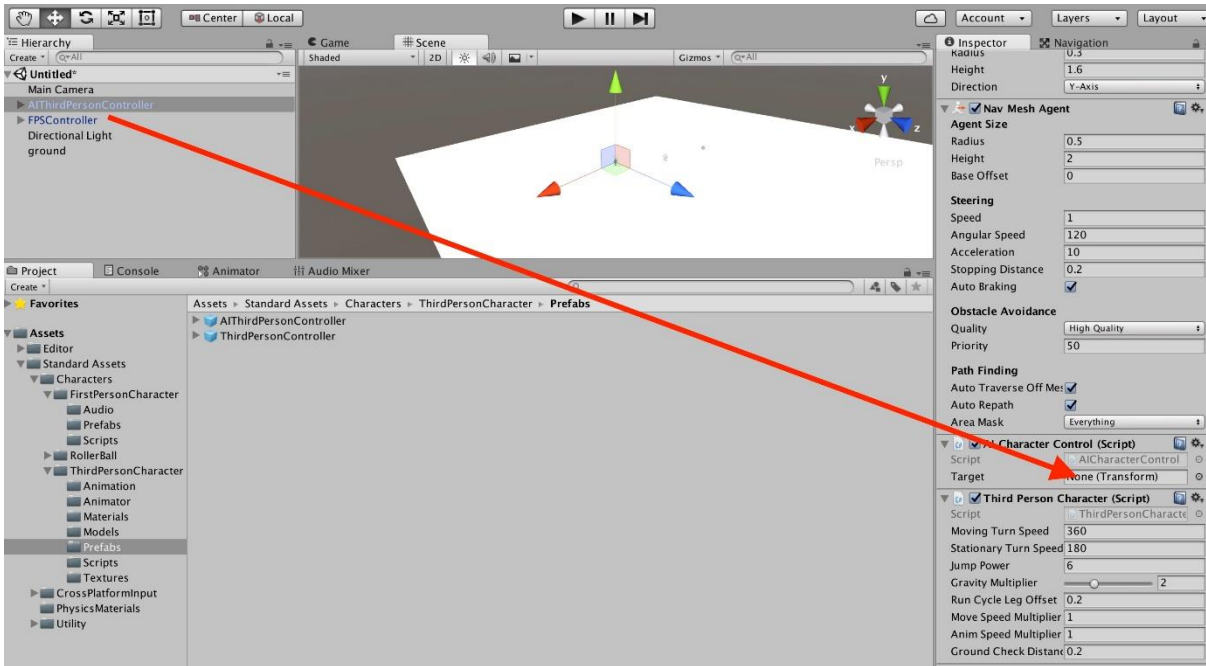 Center Local Account Layers Layout
Hierarchy
Create All
Untitled*
Main Camera
AIThirdPersonController
FPSController
Directional Light
ground
Game Scene
Shaded 2D Gizmos All
y
x
z
Persp
Project Console Animator Audio Mixer
Create
Favorites
Assets
Editor
Standard Assets
Characters
FirstPersonCharacter
Audio
Prefabs
Scripts
RollerBall
ThirdPersonCharacter
Animation
Animator
Materials
Models
Prefabs
Scripts
Textures
CrossPlatformInput
PhysicsMaterials
Utility
Assets Standard Assets Characters ThirdPersonCharacter Prefabs
AIThirdPersonController
ThirdPersonController
Inspector Navigation
Radius 0.3
Height 1.6
Direction Y-Axis
Nav Mesh Agent
Agent Size
Radius 0.5
Height 2
Base Offset 0
Steering
Speed 1
Angular Speed 120
Acceleration 10
Stopping Distance 0.2
Auto Braking
Obstacle Avoidance
Quality High Quality
Priority 50
Path Finding
Auto Traverse Off Mes
Auto Repath
Area Mask Everything
AI Character Control (Script)
Script AICharacterControl
Target None (Transform)
Third Person Character (Script)
Script ThirdPersonCharacte
Moving Turn Speed 360
Stationary Turn Speed 180
Jump Power 6
Gravity Multiplier 2
Run Cycle Leg Offset 0.2
Move Speed Multiplier 1
Anim Speed Multiplier 1
Ground Check Distanc 0.2